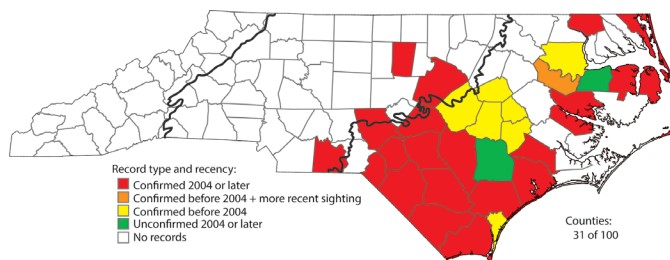 Record type and recency:
Confirmed 2004 or later
Confirmed before 2004 + more recent sighting
Confirmed before 2004
Unconfirmed 2004 or later
No records
Counties:
31 of 100